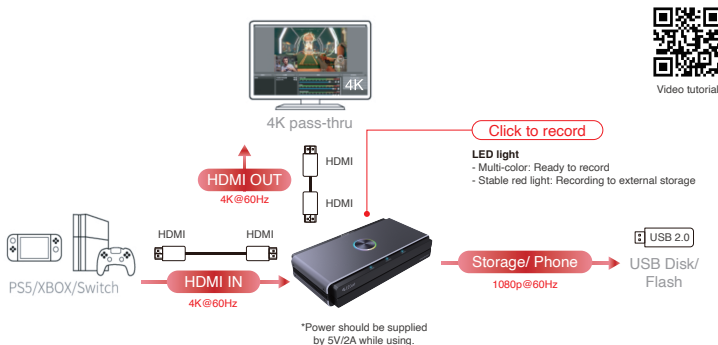 4K
Video tutorial
4K pass-thru
Click to record
HDMI
HDMI OUT
4K@60Hz
HDMI
LED light
- Multi-color: Ready to record
- Stable red light: Recording to external storage
HDMI
HDMI
USB 2.0
PS5/XBOX/Switch
HDMI IN
4K@60Hz
Storage/ Phone
1080p@60Hz
USB Disk/
Flash
*Power should be supplied
by 5V/2A while using.